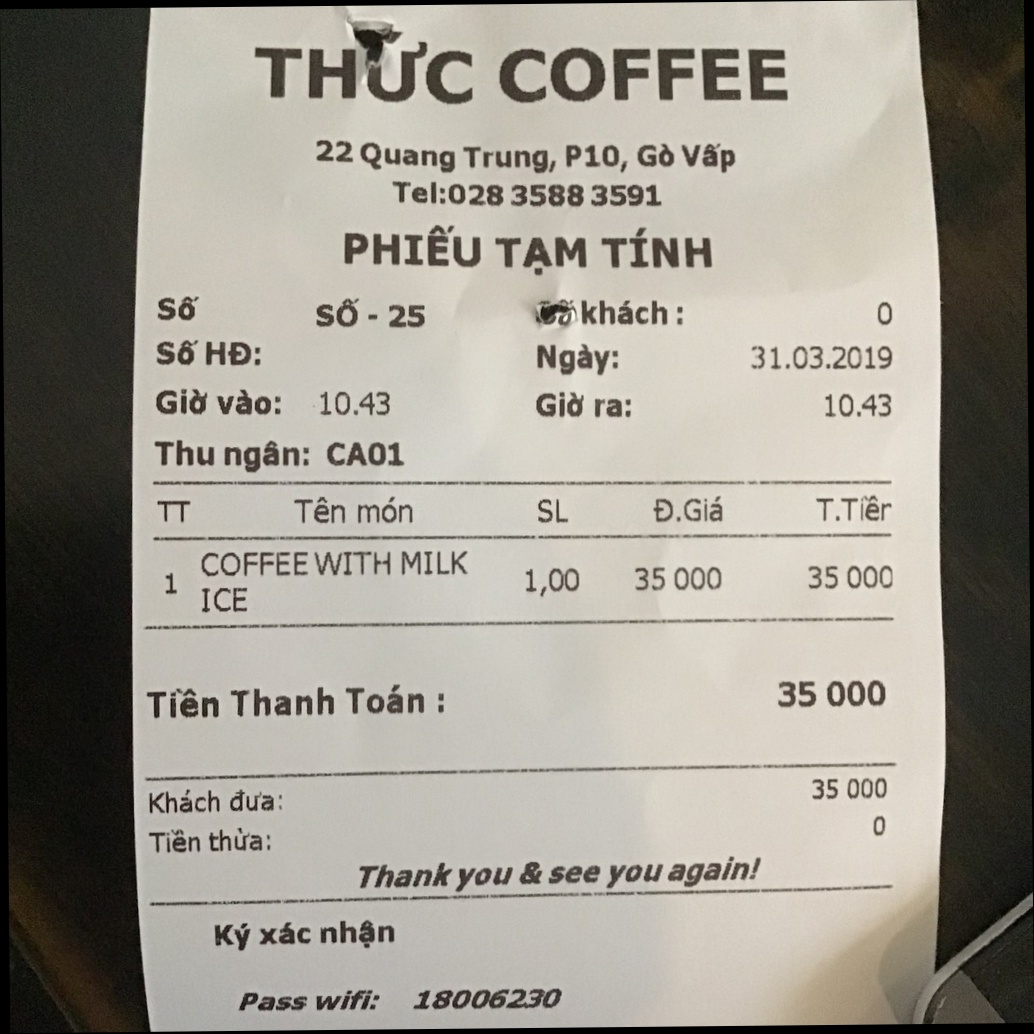 THỨC COFFEE
22 Quang Trung, P10, Gò Vấp
Tel:028 3588 3591
PHIẾU TẠM TÍNH
Số SỐ - 25 khách : 0
Số HĐ: Ngày: 31.03.2019
Giờ vào: 10.43 Giờ ra: 10.43
Thu ngân: CA01
TT Tên món SL Đ.Giá T.Tiền
1 COFFEE WITH MILK 1,00 35 000 35 000
ICE
Tiền Thanh Toán : 35 000
Khách đưa: 35 000
Tiền thừa: 0
Thank you & see you again!
Ký xác nhận
Pass wifi: 18006230